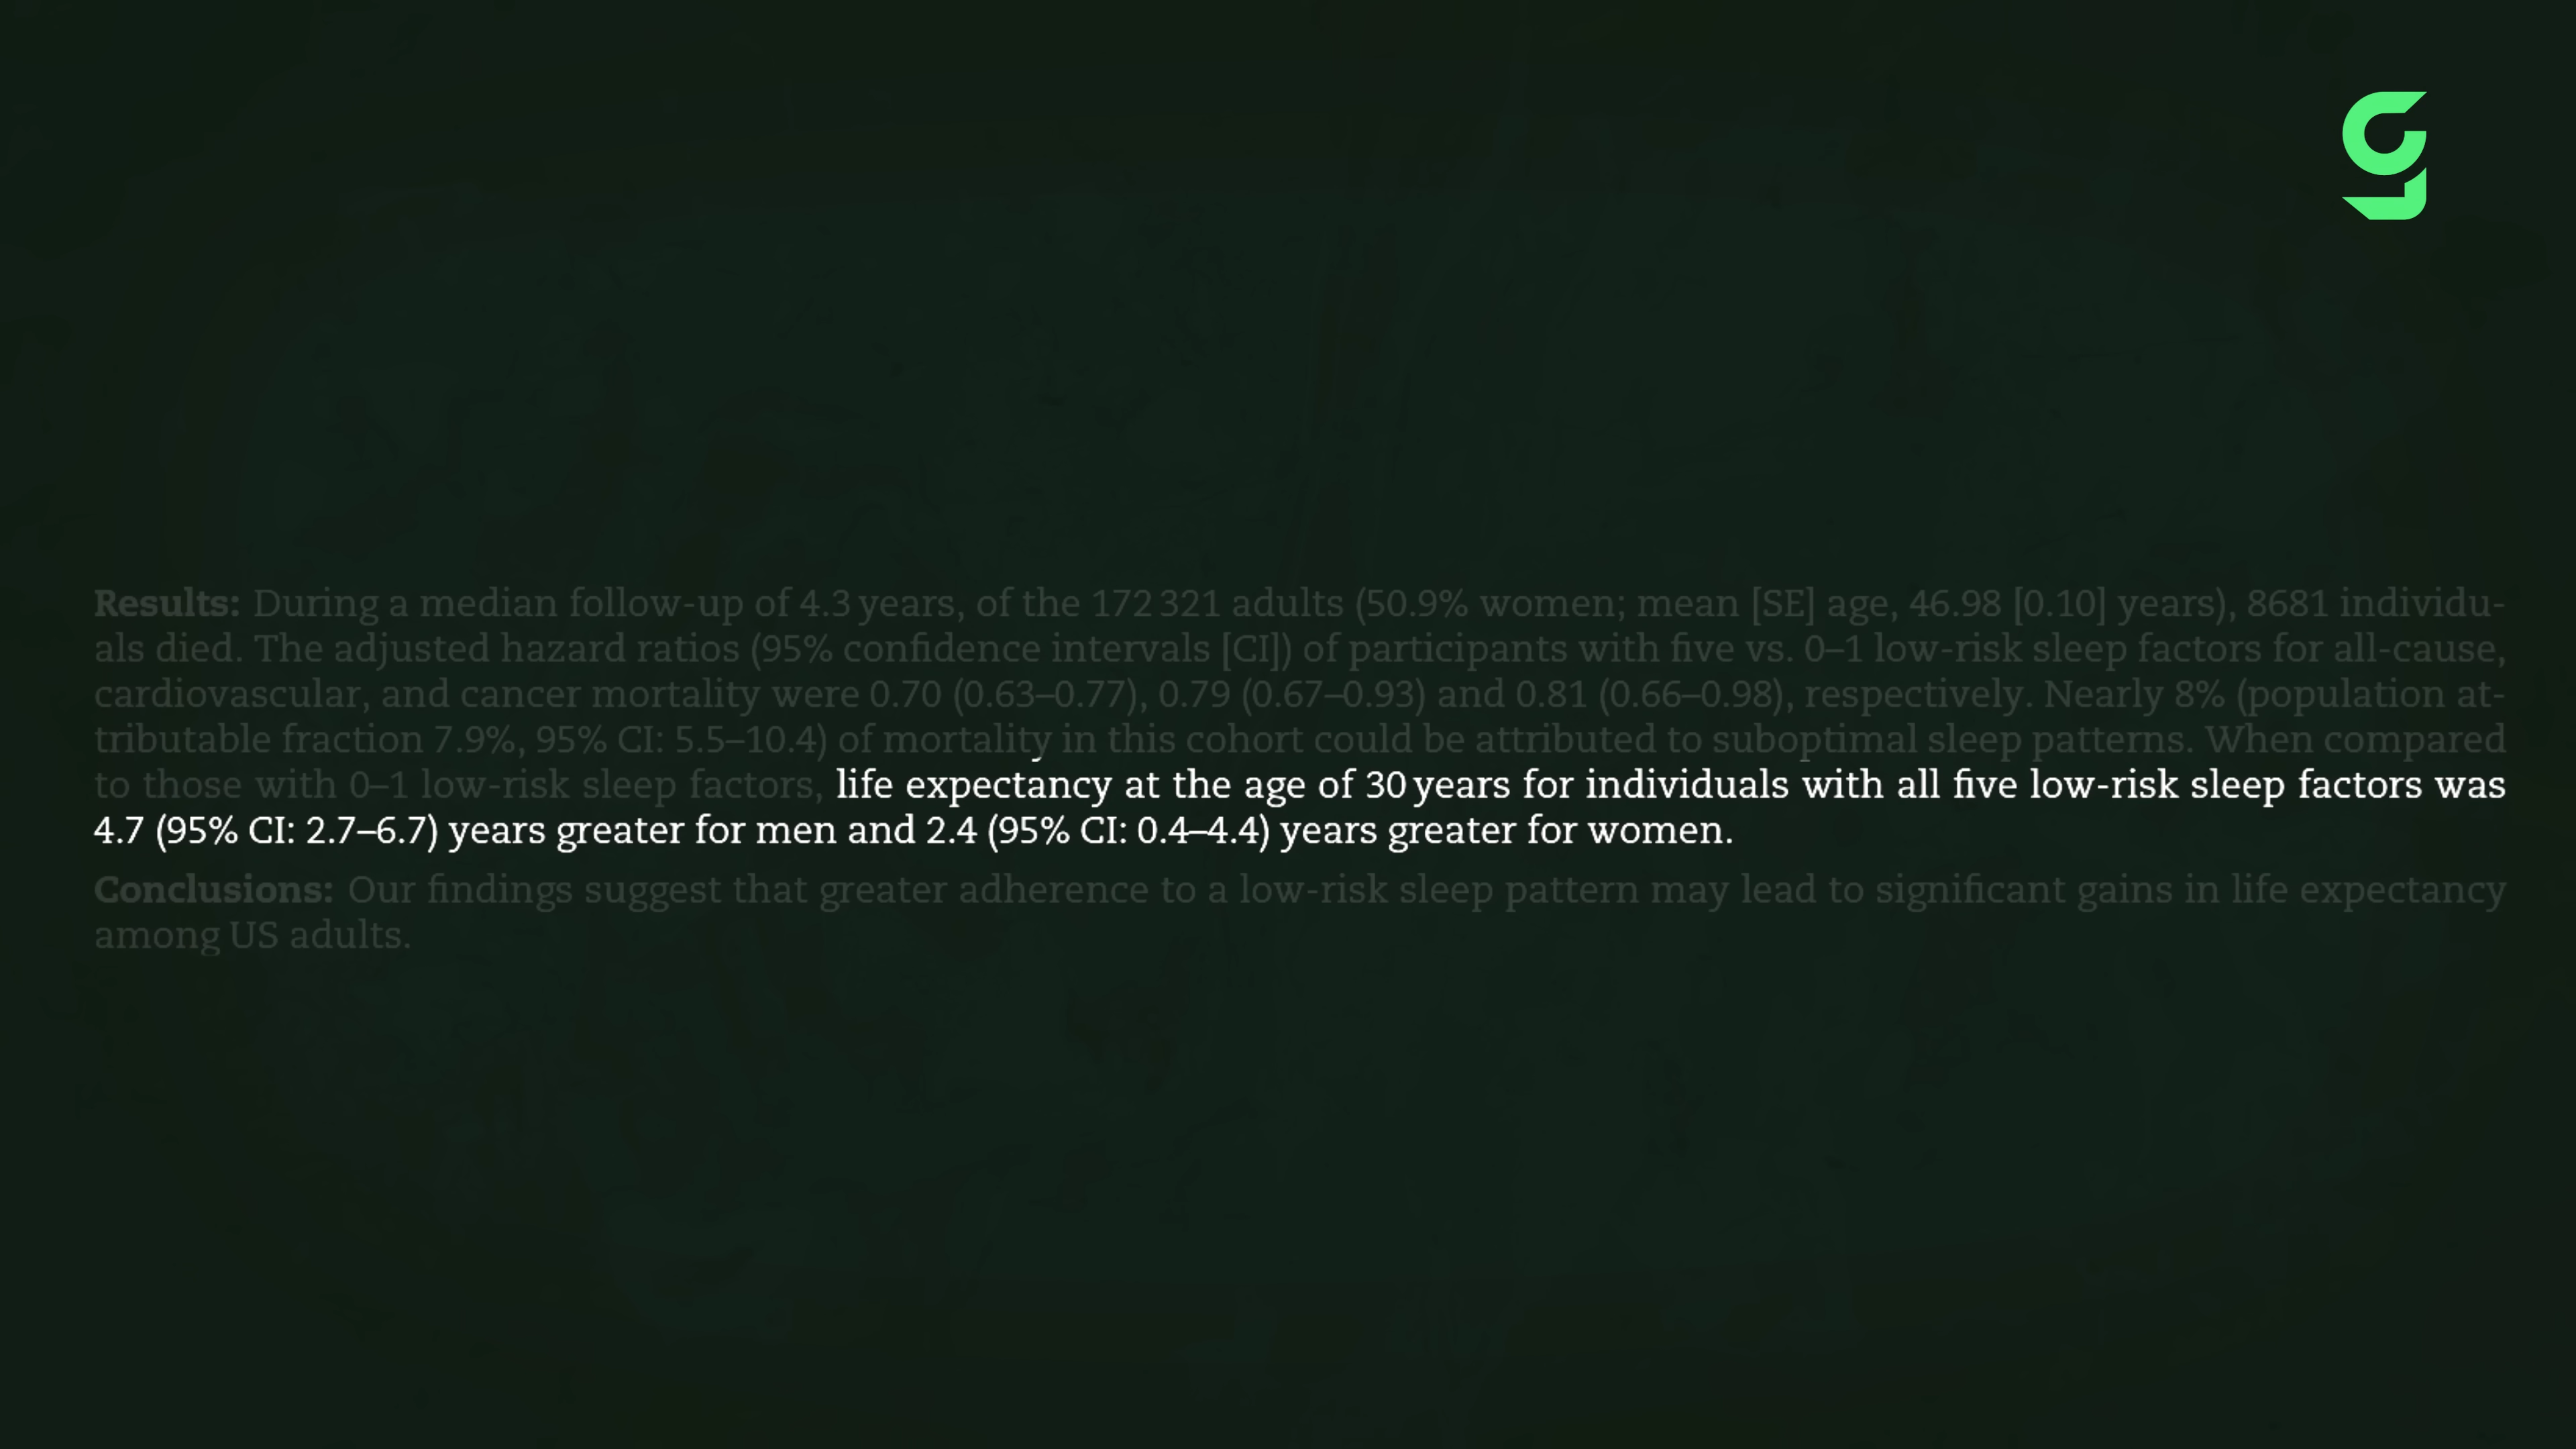 Results: During a median follow-up of 4.3 years, of the 172 321 adults (50.9% women; mean [SE] age, 46.98 [0.10] years), 8681 individu-
als died. The adjusted hazard ratios (95% confidence intervals [CI]) of participants with five vs. 0–1 low-risk sleep factors for all-cause,
cardiovascular, and cancer mortality were 0.70 (0.63–0.77), 0.79 (0.67–0.93) and 0.81 (0.66–0.98), respectively. Nearly 8% (population at-
tributable fraction 7.9%, 95% CI: 5.5–10.4) of mortality in this cohort could be attributed to suboptimal sleep patterns. When compared
to those with 0–1 low-risk sleep factors, life expectancy at the age of 30 years for individuals with all five low-risk sleep factors was
4.7 (95% CI: 2.7–6.7) years greater for men and 2.4 (95% CI: 0.4–4.4) years greater for women.
Conclusions: Our findings suggest that greater adherence to a low-risk sleep pattern may lead to significant gains in life expectancy
among US adults.